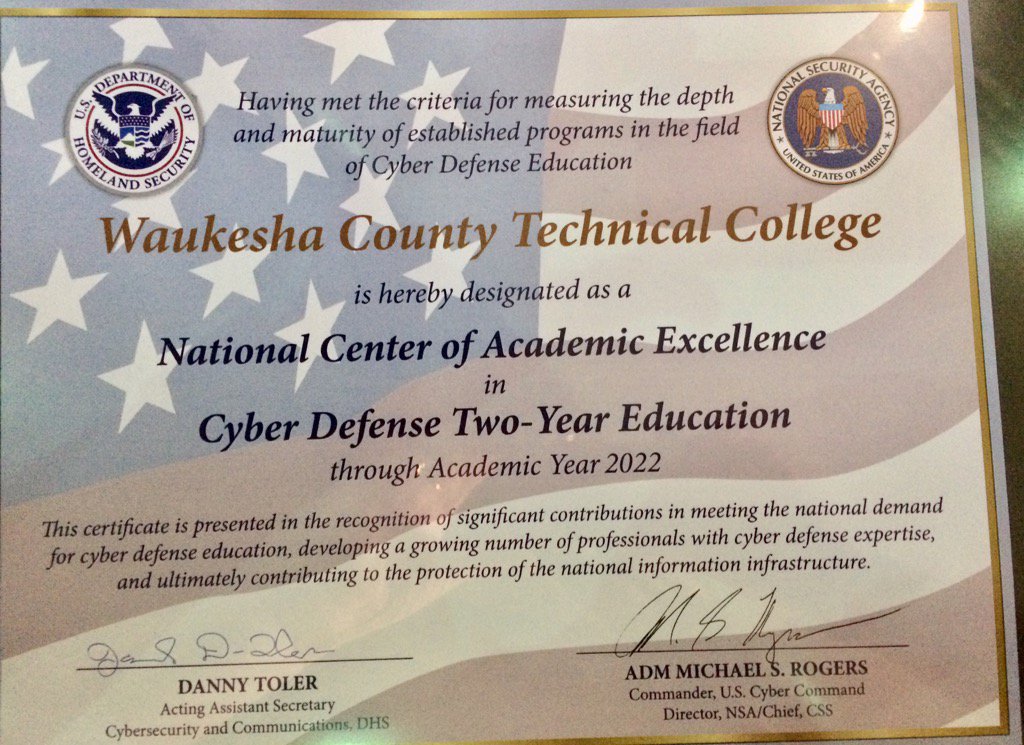 U.S. DEPARTMENT OF HOMELAND SECURITY
NATIONAL SECURITY AGENCY
UNITED STATES OF AMERICA
Having met the criteria for measuring the depth
and maturity of established programs in the field
of Cyber Defense Education
Waukesha County Technical College
is hereby designated as a
National Center of Academic Excellence
in
Cyber Defense Two-Year Education
through Academic Year 2022
This certificate is presented in the recognition of significant contributions in meeting the national demand
for cyber defense education, developing a growing number of professionals with cyber defense expertise,
and ultimately contributing to the protection of the national information infrastructure.
DANNY TOLER
Acting Assistant Secretary
Cybersecurity and Communications, DHS
ADM MICHAEL S. ROGERS
Commander, U.S. Cyber Command
Director, NSA/Chief, CSS